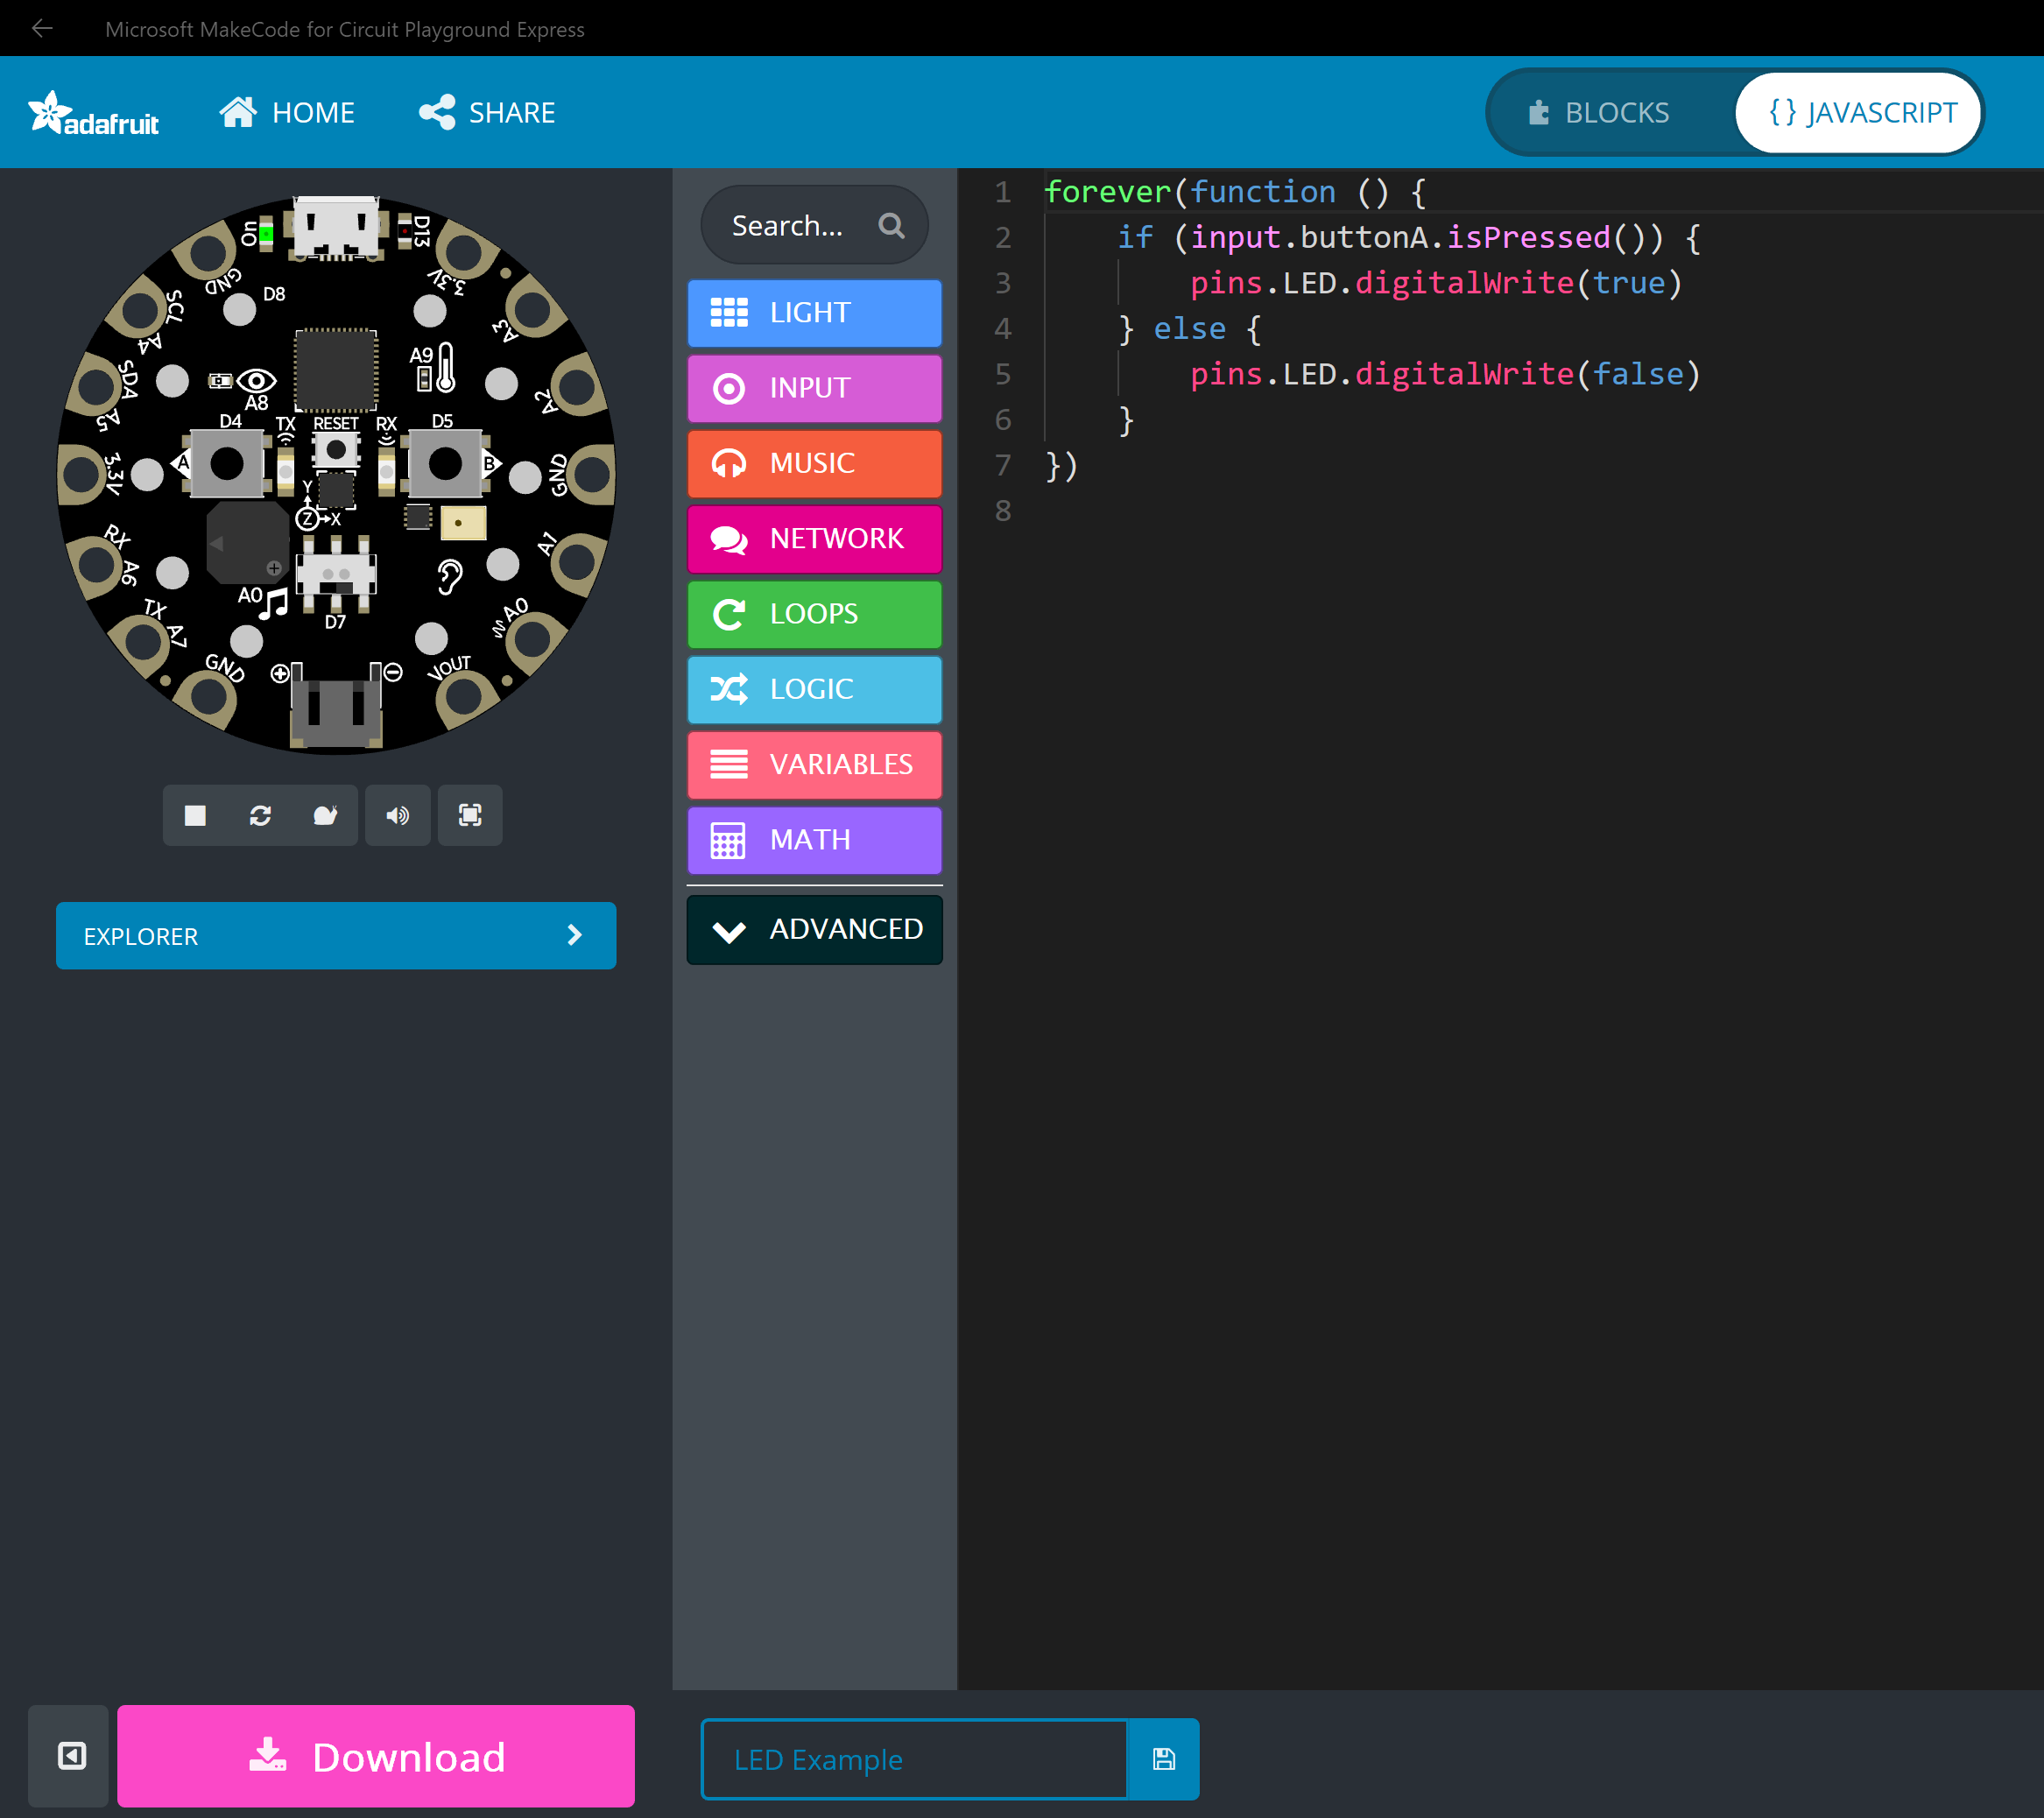 Microsoft MakeCode for Circuit Playground Express
adafruit
HOME
SHARE
BLOCKS
{ } JAVASCRIPT
On
D13
GND
3.3V
SCL
A4
D8
A3
SDA
A5
A8
A9
A2
D4
TX
RESET
RX
D5
A
B
3.3V
GND
Y
Z
X
RX
A6
A1
A0
TX
A7
D7
A0
GND
VOUT
EXPLORER
Download
Search...
LIGHT
INPUT
MUSIC
NETWORK
LOOPS
LOGIC
VARIABLES
MATH
ADVANCED
1 forever(function () {
2 if (input.buttonA.isPressed()) {
3 pins.LED.digitalWrite(true)
4 } else {
5 pins.LED.digitalWrite(false)
6 }
7 })
8
LED Example